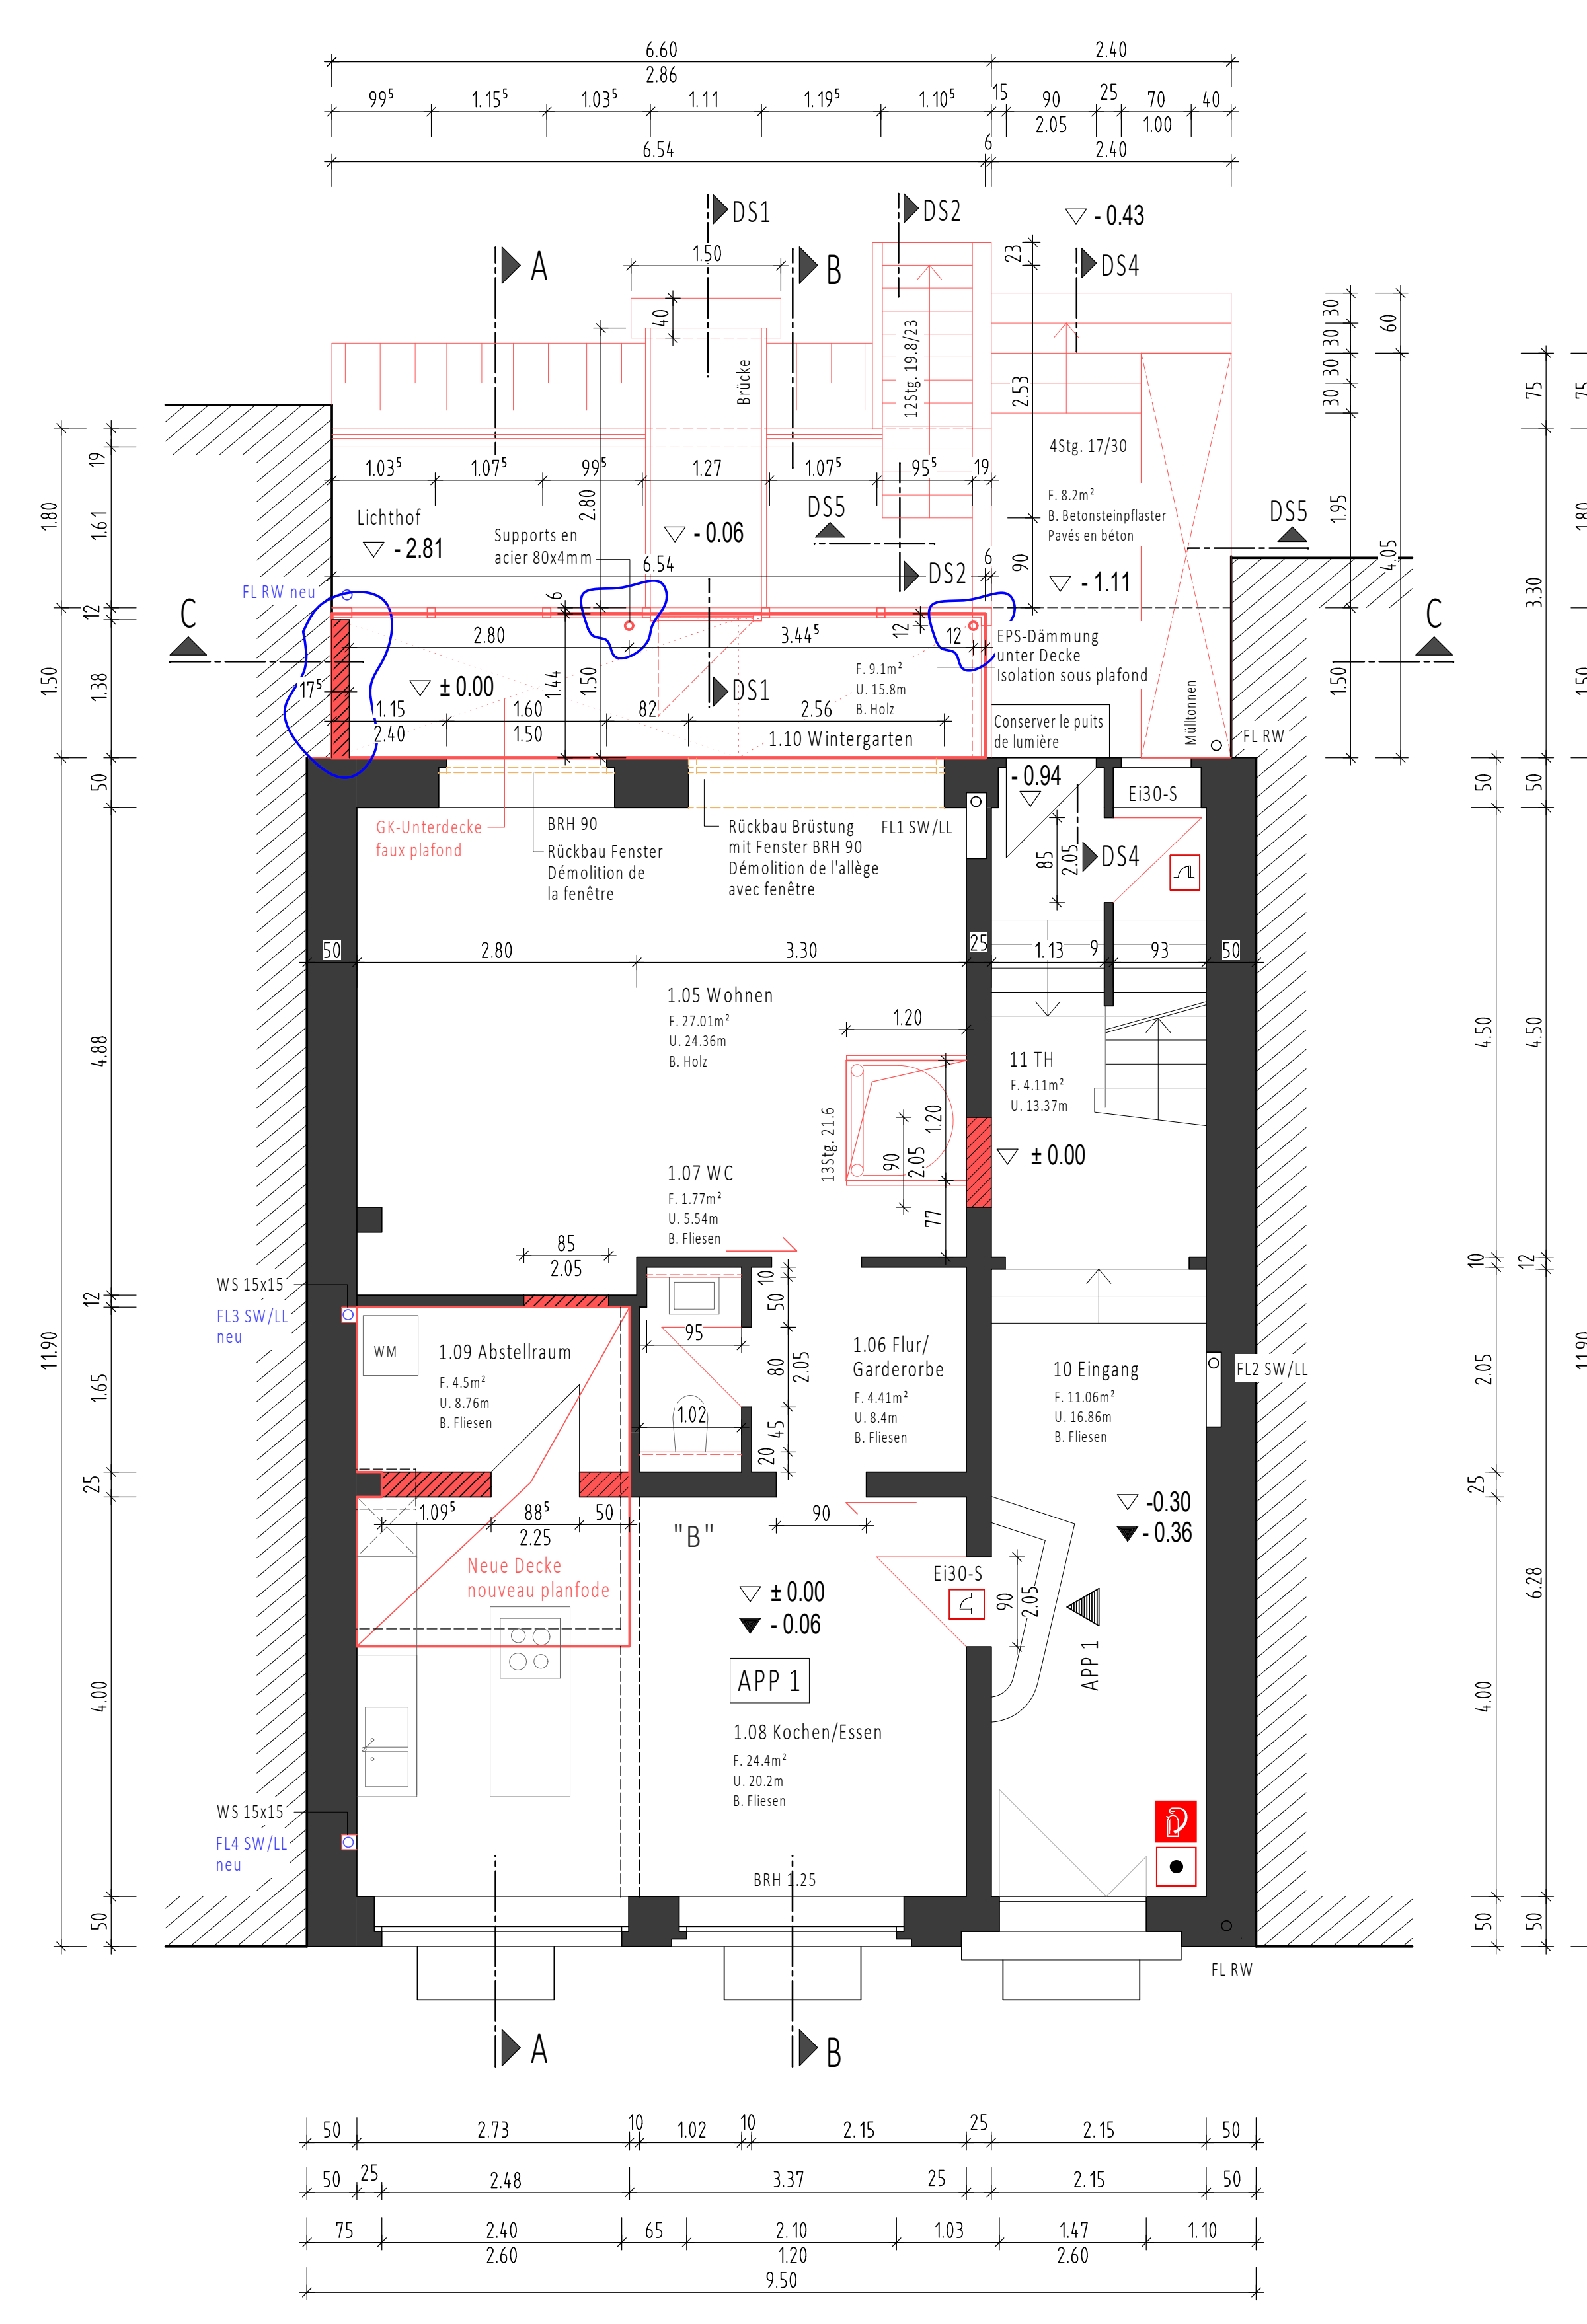 6.60
2.40
2.86
99⁵ 1.15⁵ 1.03⁵ 1.11 1.19⁵ 1.10⁵ 15 90 25 70 40
2.05 1.00
6.54 6 2.40
DS1
DS2
- 0.43
A
1.50
B
23
DS4
40
Brücke
12Stg. 19.8/23
2.53
30 30 30 30
60
75
75
4Stg. 17/30
19
1.03⁵ 1.07⁵ 99⁵ 1.27 1.07⁵ 95⁵ 19
F. 8.2m²
B. Betonsteinpflaster
Pavés en béton
1.80
1.61
Lichthof
- 2.81
2.80
Supports en
acier 80x4mm
- 0.06
DS5
DS5
1.95
4.05
1.80
6.54 6
90
DS2
- 1.11
FL RW neu
C
C
12
6
12
2.80
3.44⁵
12
EPS-Dämmung
unter Decke
Isolation sous plafond
3.30
1.50
1.38
17⁵
± 0.00
1.44
1.50
DS1
F. 9.1m²
U. 15.8m
B. Holz
1.50
1.50
1.15 1.60 82 2.56
2.40 1.50
1.10 Wintergarten
Conserver le puits
de lumière
Mülltonnen
FL RW
50
- 0.94
Ei30-S
50
50
GK-Unterdecke
faux plafond
BRH 90
Rückbau Fenster
Démolition de
la fenêtre
Rückbau Brüstung
mit Fenster BRH 90
Démolition de l'allège
avec fenêtre
FL1 SW/LL
85
2.05
DS4
50 2.80 3.30 25 1.13 9 93 50
4.88
4.50
4.50
1.05 Wohnen
F. 27.01m²
U. 24.36m
B. Holz
1.20
11 TH
F. 4.11m²
U. 13.37m
13Stg. 21.6
1.20
90
2.05
± 0.00
1.07 WC
F. 1.77m²
U. 5.54m
B. Fliesen
77
85
2.05
10
12
WS 15x15
FL3 SW/LL
neu
12
10
50
95
80
2.05
WM
1.09 Abstellraum
F. 4.5m²
U. 8.76m
B. Fliesen
1.06 Flur/
Garderorbe
F. 4.41m²
U. 8.4m
B. Fliesen
10 Eingang
F. 11.06m²
U. 16.86m
B. Fliesen
FL2 SW/LL
11.90
1.65
2.05
11.90
1.02
45
20
25
25
1.09⁵ 88⁵ 50
2.25
"B"
90
-0.30
- 0.36
Neue Decke
nouveau planfode
± 0.00
- 0.06
Ei30-S
90
2.05
6.28
APP 1
APP 1
4.00
4.00
1.08 Kochen/Essen
F. 24.4m²
U. 20.2m
B. Fliesen
WS 15x15
FL4 SW/LL
neu
BRH 1.25
50
50
50
FL RW
A
B
50 2.73 10 1.02 10 2.15 25 2.15 50
50 25 2.48 3.37 25 2.15 50
75 2.40 65 2.10 1.03 1.47 1.10
2.60 1.20 2.60
9.50